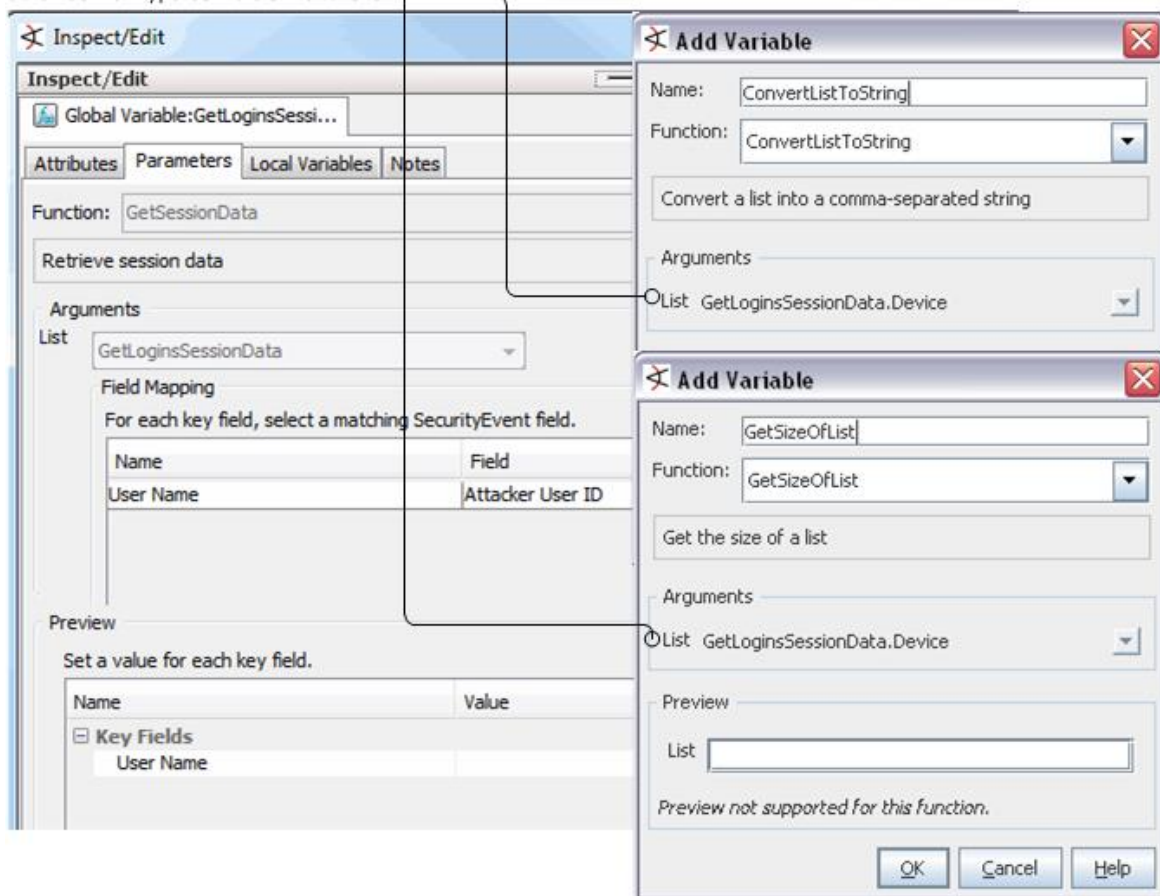 Inspect/Edit
Inspect/Edit
Global Variable:GetLoginsSessi...
Attributes Parameters Local Variables Notes
Function: GetSessionData
Retrieve session data
Arguments
List
GetLoginsSessionData
Field Mapping
For each key field, select a matching SecurityEvent field.
Name Field
User Name Attacker User ID
Preview
Set a value for each key field.
Name Value
Key Fields
User Name
Add Variable
Name: ConvertListToString
Function: ConvertListToString
Convert a list into a comma-separated string
Arguments
List GetLoginsSessionData.Device
Add Variable
Name: GetSizeOfList
Function: GetSizeOfList
Get the size of a list
Arguments
List GetLoginsSessionData.Device
Preview
List
Preview not supported for this function.
OK Cancel Help